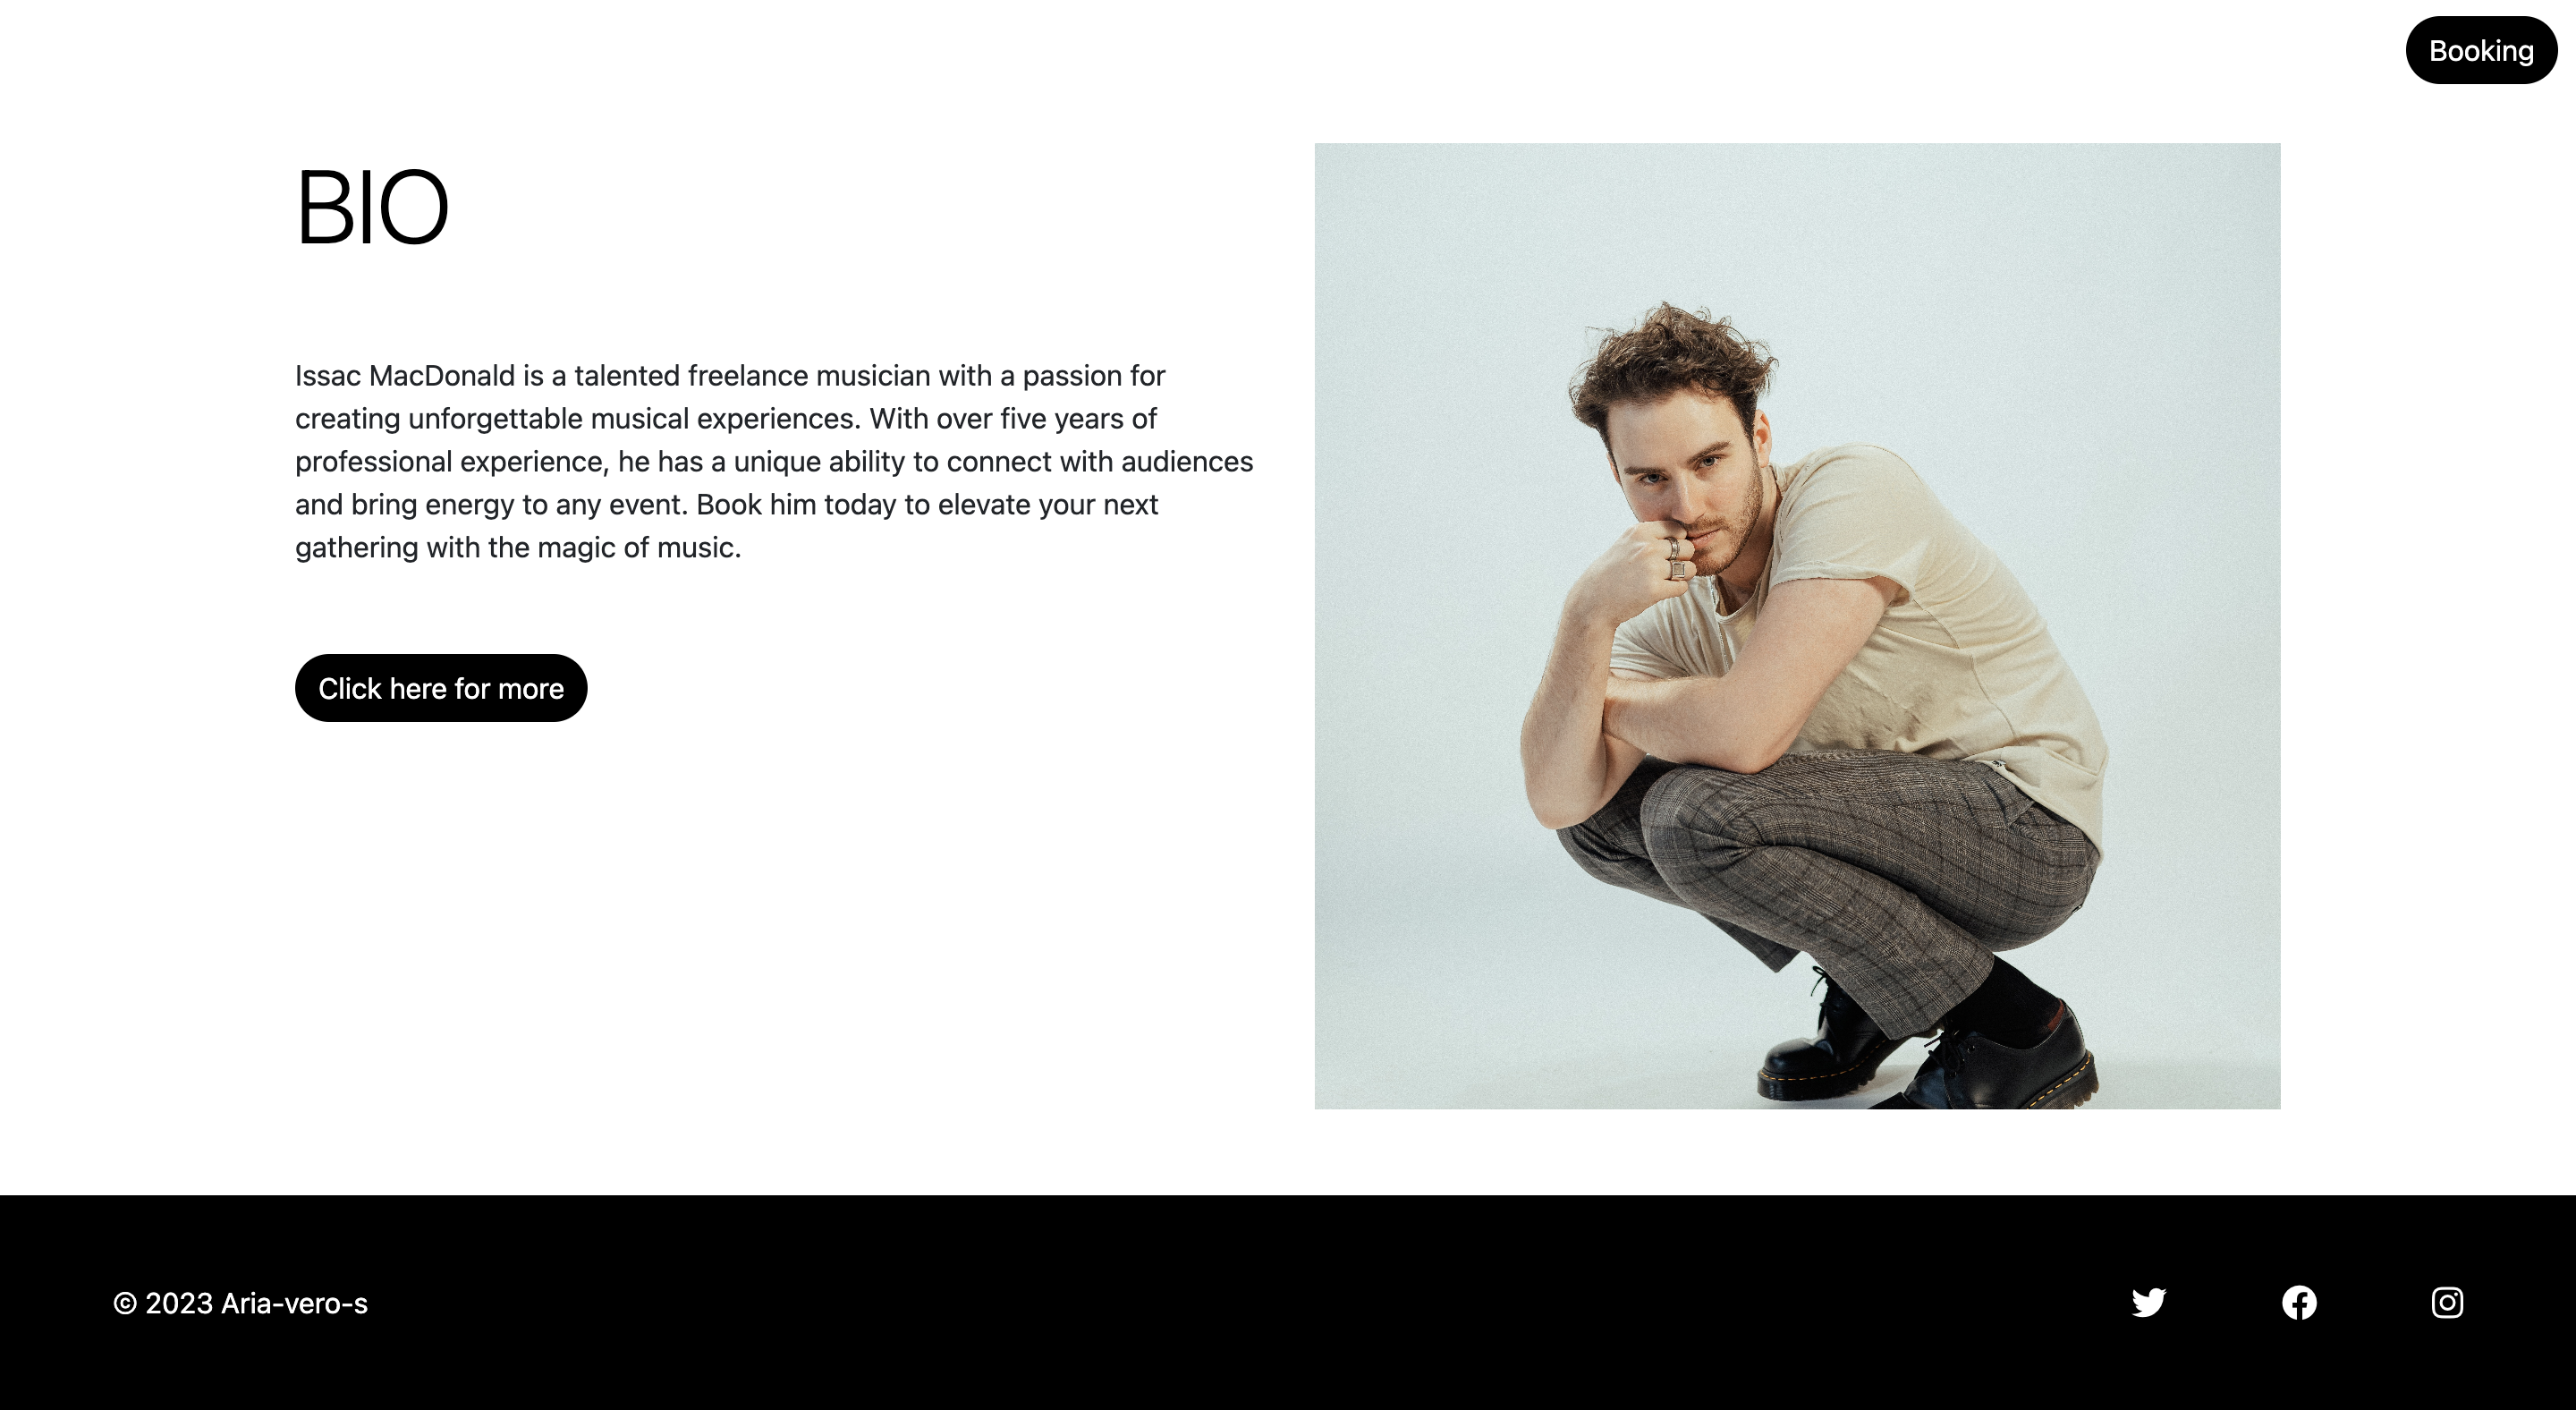 Booking
BIO
Issac MacDonald is a talented freelance musician with a passion for
creating unforgettable musical experiences. With over five years of
professional experience, he has a unique ability to connect with audiences
and bring energy to any event. Book him today to elevate your next
gathering with the magic of music.
Click here for more
© 2023 Aria-vero-s